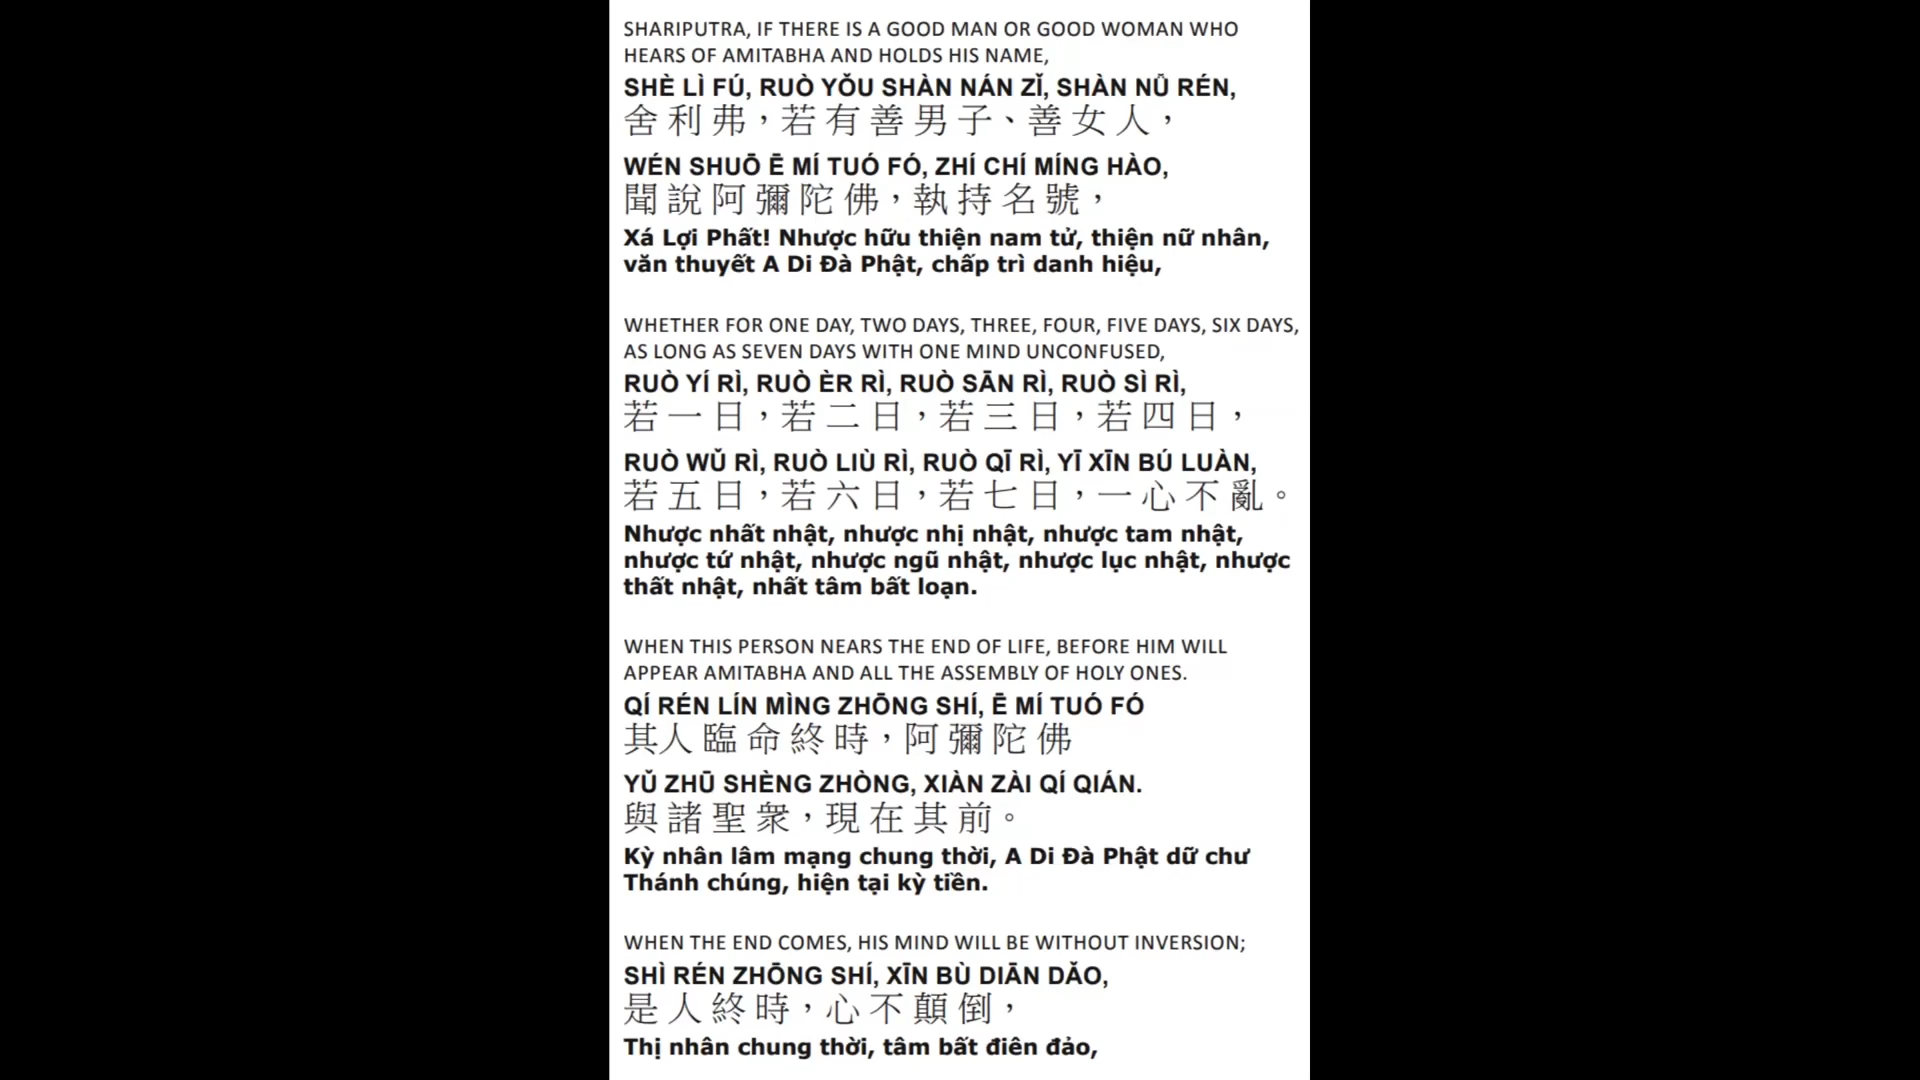 SHARIPUTRA, IF THERE IS A GOOD MAN OR GOOD WOMAN WHO
HEARS OF AMITABHA AND HOLDS HIS NAME,
SHÈ LÌ FÚ, RUÒ YǑU SHÀN NÁN ZǏ, SHÀN NǙ RÉN,
舍利弗，若有善男子、善女人，
WÉN SHUŌ Ē MÍ TUÓ FÓ, ZHÍ CHÍ MÍNG HÀO,
聞說阿彌陀佛，執持名號，
Xá Lợi Phất! Nhược hữu thiện nam tử, thiện nữ nhân,
văn thuyết A Di Đà Phật, chấp trì danh hiệu,
WHETHER FOR ONE DAY, TWO DAYS, THREE, FOUR, FIVE DAYS, SIX DAYS,
AS LONG AS SEVEN DAYS WITH ONE MIND UNCONFUSED,
RUÒ YÍ RÌ, RUÒ ÈR RÌ, RUÒ SĀN RÌ, RUÒ SÌ RÌ,
若一日，若二日，若三日，若四日，
RUÒ WǓ RÌ, RUÒ LIÙ RÌ, RUÒ QĪ RÌ, YĪ XĪN BÚ LUÀN,
若五日，若六日，若七日，一心不亂。
Nhược nhất nhật, nhược nhị nhật, nhược tam nhật,
nhược tứ nhật, nhược ngũ nhật, nhược lục nhật, nhược
thất nhật, nhất tâm bất loạn.
WHEN THIS PERSON NEARS THE END OF LIFE, BEFORE HIM WILL
APPEAR AMITABHA AND ALL THE ASSEMBLY OF HOLY ONES.
QÍ RÉN LÍN MÌNG ZHŌNG SHÍ, Ē MÍ TUÓ FÓ
其人臨命終時，阿彌陀佛
YǓ ZHŪ SHÈNG ZHÒNG, XIÀN ZÀI QÍ QIÁN.
與諸聖衆，現在其前。
Kỳ nhân lâm mạng chung thời, A Di Đà Phật dữ chư
Thánh chúng, hiện tại kỳ tiền.
WHEN THE END COMES, HIS MIND WILL BE WITHOUT INVERSION;
SHÌ RÉN ZHŌNG SHÍ, XĪN BÙ DIĀN DǍO,
是人終時，心不顛倒，
Thị nhân chung thời, tâm bất điên đảo,